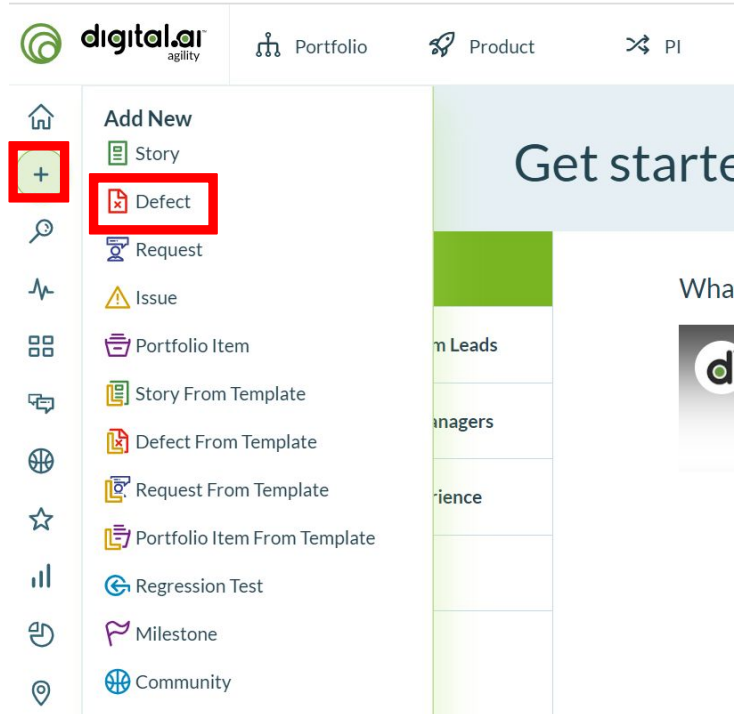 digital.ai
agility
Portfolio
Product
PI
Add New
Story
Defect
Request
Issue
Portfolio Item
Story From Template
Defect From Template
Request From Template
Portfolio Item From Template
Regression Test
Milestone
Community
Get starte
Wha
m Leads
anagers
rience
d